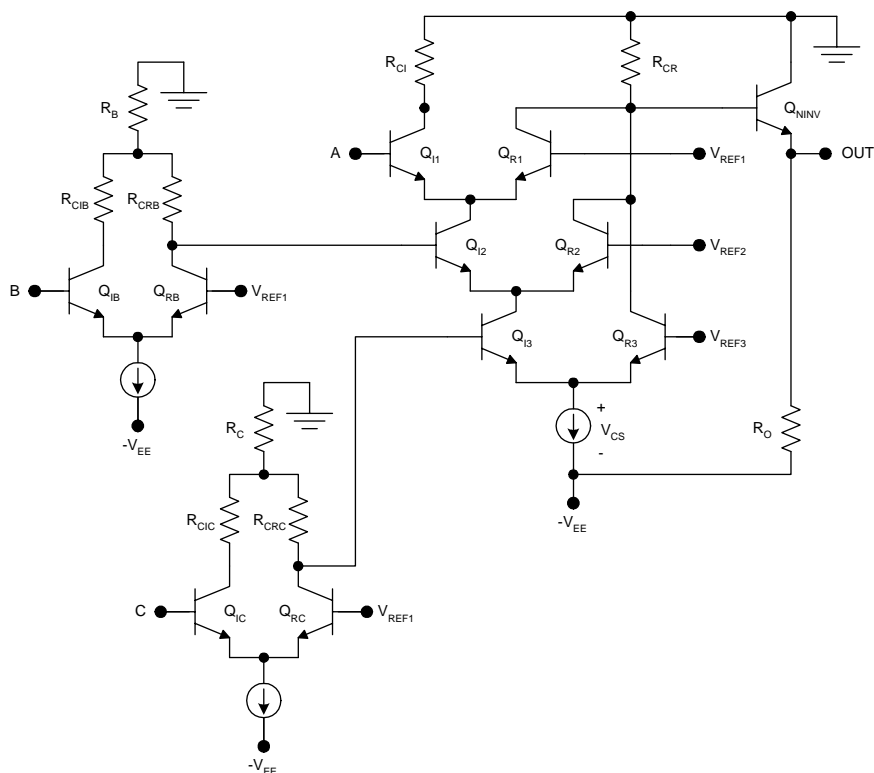 R_CI
R_CR
Q_NINV
OUT
A
Q_I1
Q_R1
V_REF1
R_B
R_CIB
R_CRB
Q_I2
Q_R2
V_REF2
B
Q_IB
Q_RB
V_REF1
Q_I3
Q_R3
V_REF3
-V_EE
+
V_CS
-
R_O
-V_EE
R_C
R_CIC
R_CRC
C
Q_IC
Q_RC
V_REF1
-V_EE